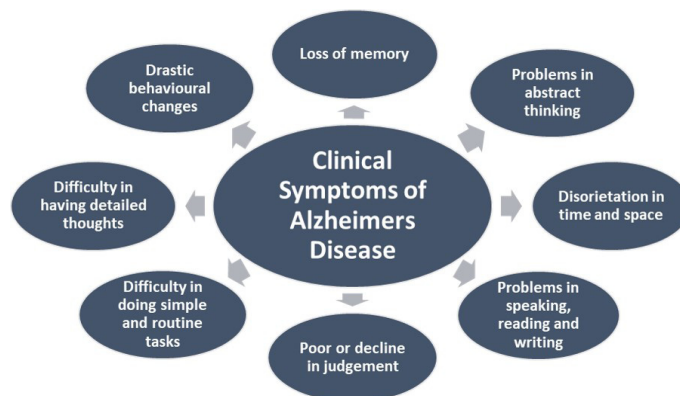 Clinical
Symptoms of
Alzheimers
Disease
Loss of memory
Problems in
abstract
thinking
Disorietation in
time and space
Problems in
speaking,
reading and
writing
Poor or decline
in judgement
Difficulty in
doing simple
and routine
tasks
Difficulty in
having detailed
thoughts
Drastic
behavioural
changes